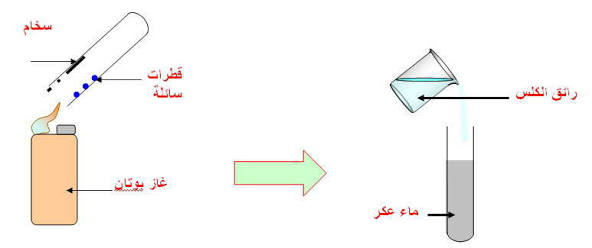 سخام
قطرات
سائلة
غاز بوتان
رائق الكلس
ماء عكر